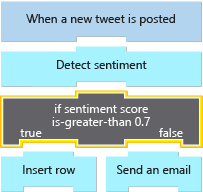 When a new tweet is posted
Detect sentiment
if sentiment score
is-greater-than 0.7
true false
Insert row Send an email